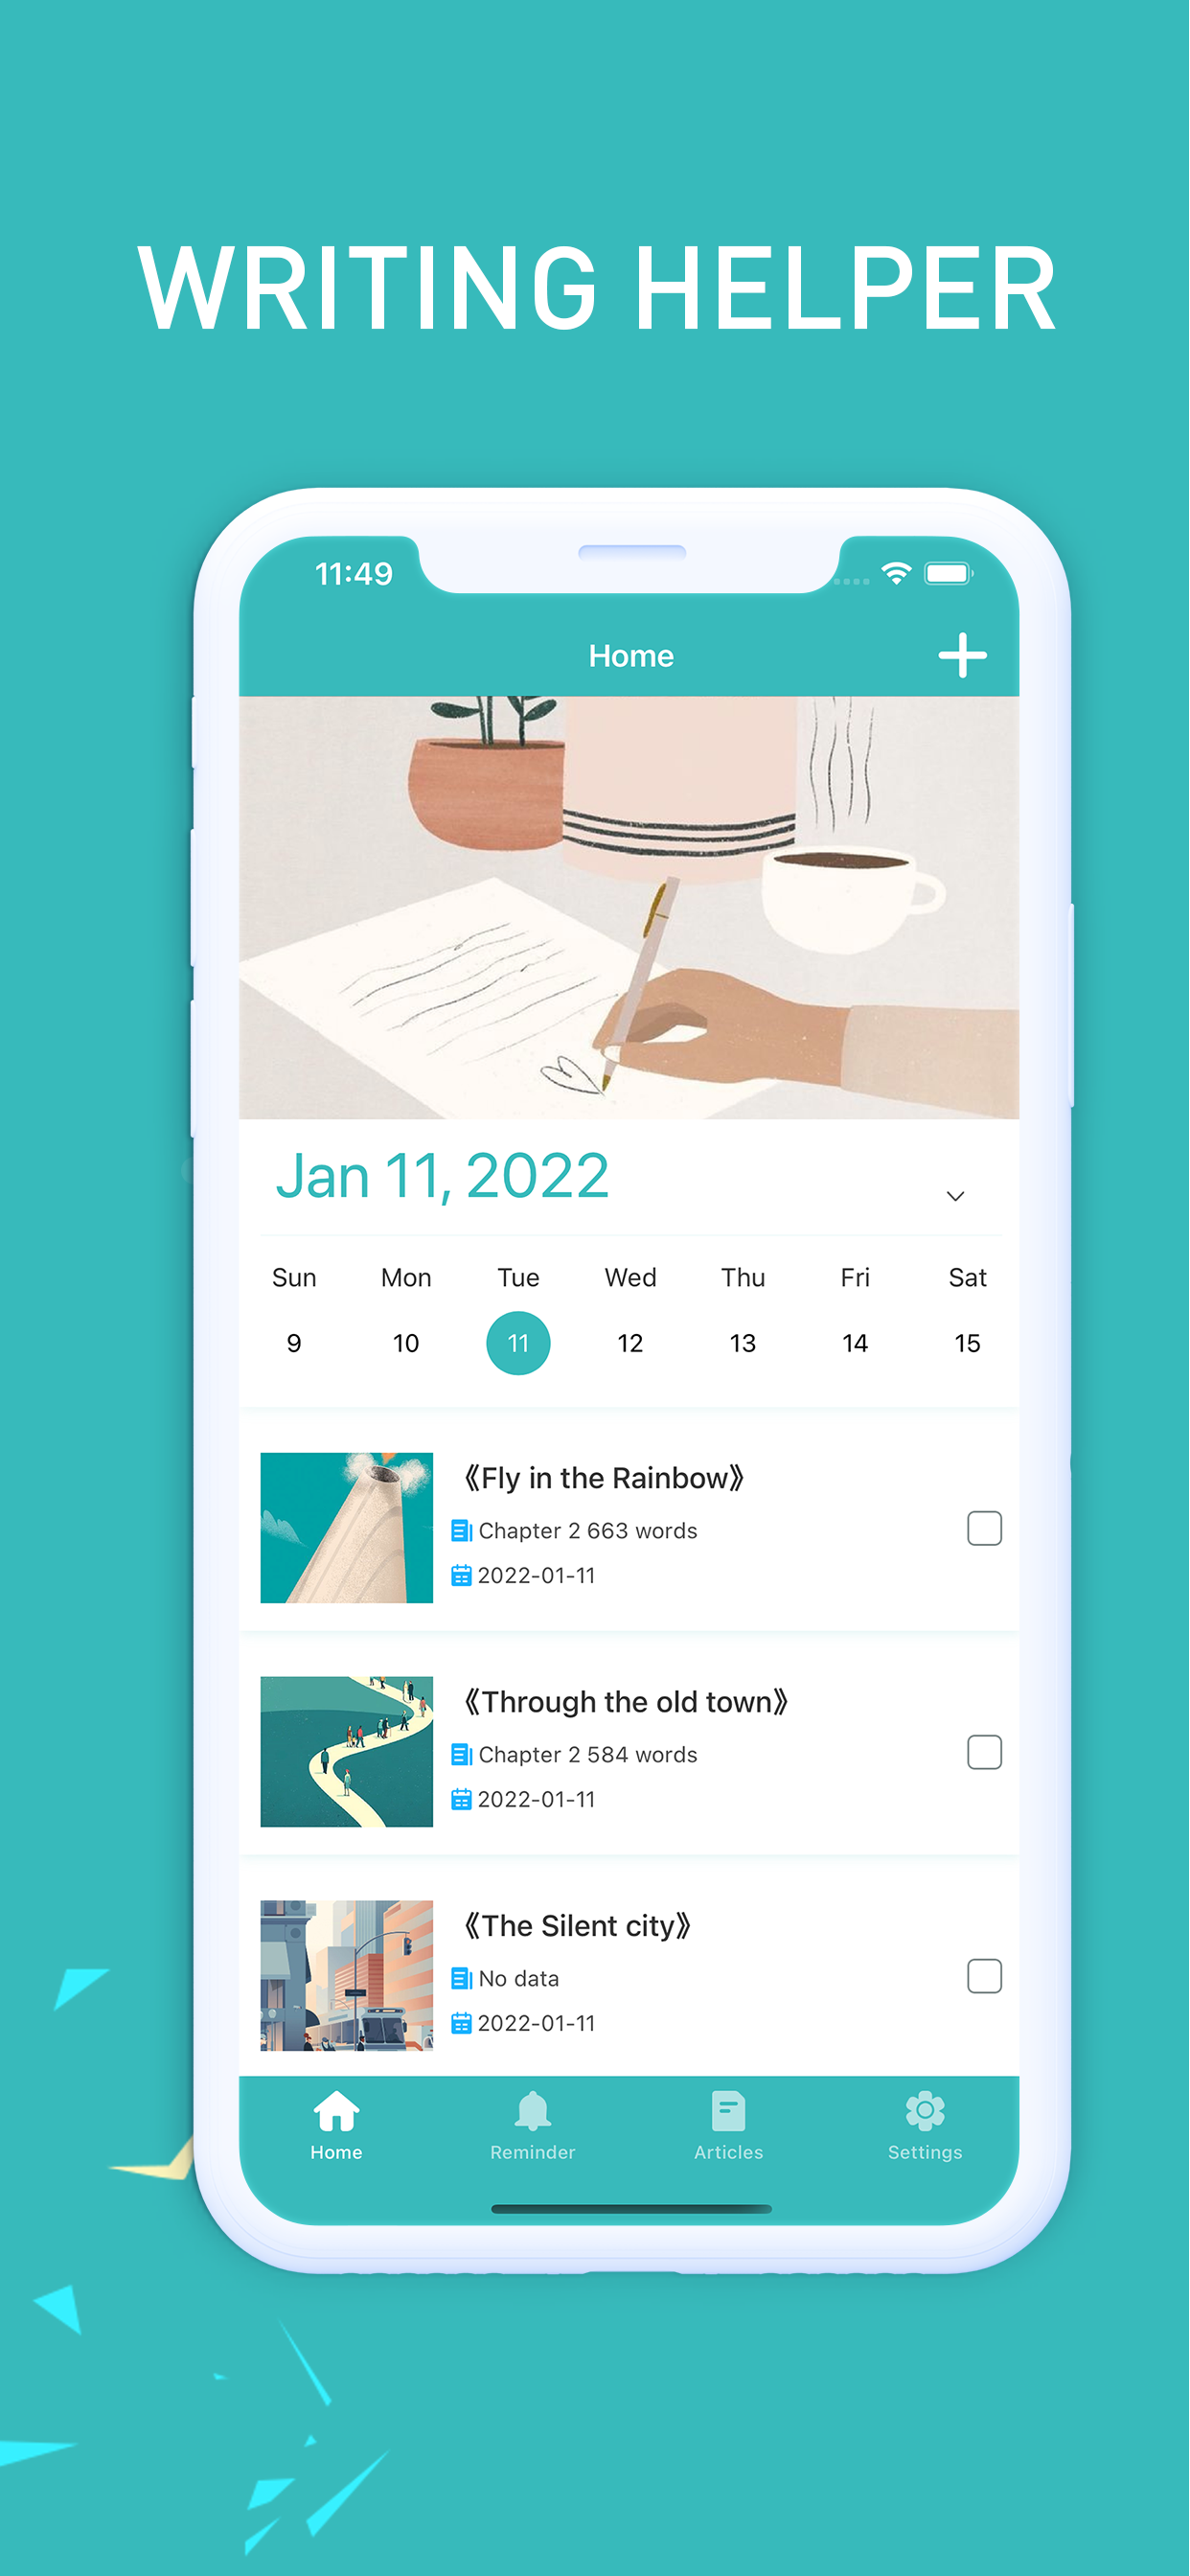 WRITING HELPER
11:49
Home
Jan 11, 2022
Sun Mon Tue Wed Thu Fri Sat
9 10 11 12 13 14 15
《Fly in the Rainbow》
Chapter 2 663 words
2022-01-11
《Through the old town》
Chapter 2 584 words
2022-01-11
《The Silent city》
No data
2022-01-11
Home Reminder Articles Settings